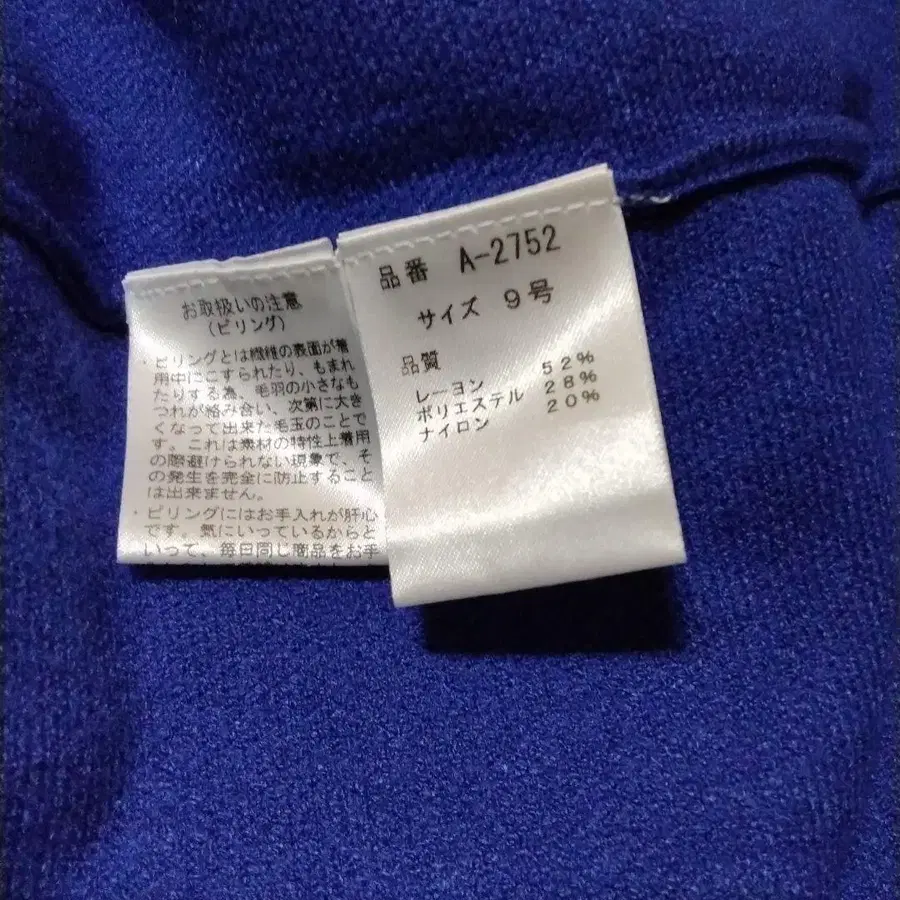 お取扱いの注意
(ピリング)
・ピリングとは繊維の表面が着
用中にこすられたり、もまれ
たりする為、毛羽の小さなも
つれが絡み合い、次第に大き
くなって出来た毛玉のことで
す。これは素材の特性上着用
の際避けられない現象で、そ
の発生を完全に防止すること
は出来ません。
・ピリングにはお手入れが肝心
です。気にいっているからと
いって、毎日同じ商品をお手
品番 A-2752
サイズ 9号
品質
レーヨン 52%
ポリエステル 28%
ナイロン 20%